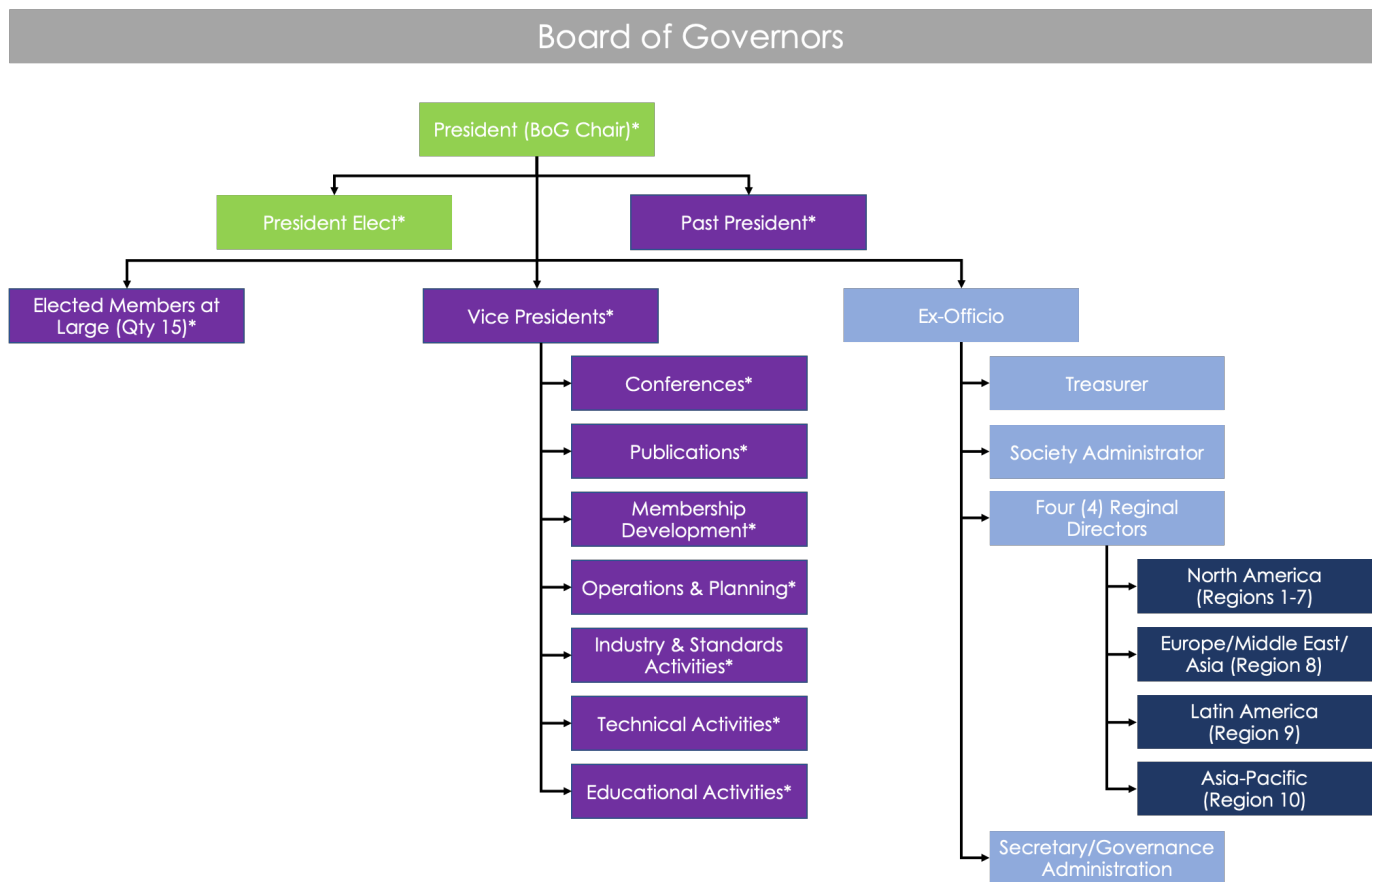 Board of Governors
President (BoG Chair)*
President Elect*
Past President*
Elected Members at
Large (Qty 15)*
Vice Presidents*
Conferences*
Publications*
Membership
Development*
Operations & Planning*
Industry & Standards
Activities*
Technical Activities*
Educational Activities*
Ex-Officio
Treasurer
Society Administrator
Four (4) Reginal
Directors
North America
(Regions 1-7)
Europe/Middle East/
Asia (Region 8)
Latin America
(Region 9)
Asia-Pacific
(Region 10)
Secretary/Governance
Administration